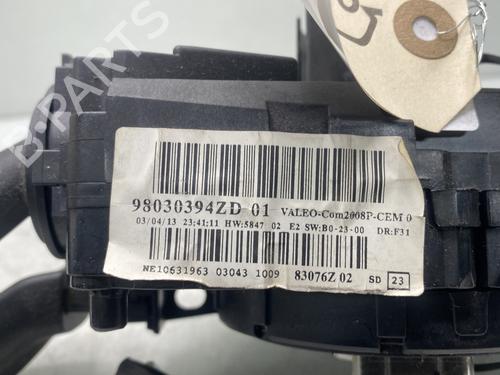 98030394ZD 01 VALEO-Com2008P-CEM 0
03/04/13 23:41:11 HW:5847 02 E2 SW:B0-23-00 DR:F31
NE10631963 03043 1009 83076Z 02 SD 23
B-PARTS